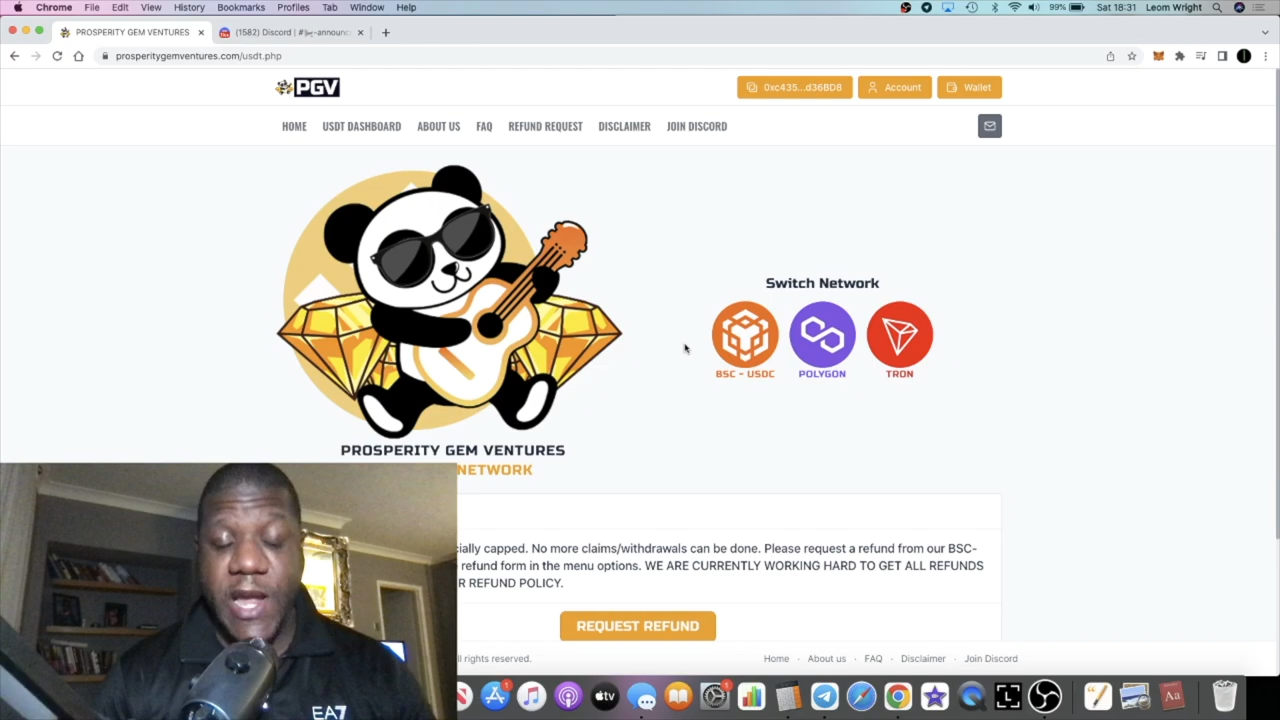 Chrome File Edit View History Bookmarks Profiles Tab Window Help 99% Sat 18:31 Leom Wright
PROSPERITY GEM VENTURES (1582) Discord | #
prosperitygemventures.com/usdt.php
PGV 0xc435...d36BD8 Account Wallet
HOME USDT DASHBOARD ABOUT US FAQ REFUND REQUEST DISCLAIMER JOIN DISCORD
Switch Network
BSC - USDC POLYGON TRON
PROSPERITY GEM VENTURES
NETWORK
cially capped. No more claims/withdrawals can be done. Please request a refund from our BSC-
refund form in the menu options. WE ARE CURRENTLY WORKING HARD TO GET ALL REFUNDS
R REFUND POLICY.
REQUEST REFUND
ll rights reserved. Home · About us · FAQ · Disclaimer · Join Discord
tv
Aa
EA7